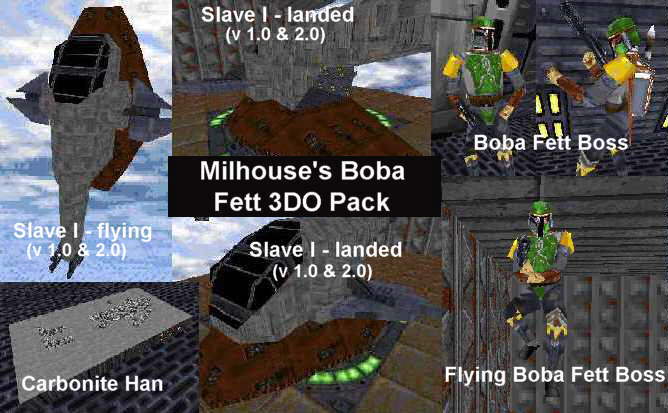 Slave I - landed
(v 1.0 & 2.0)
Boba Fett Boss
Milhouse's Boba
Fett 3DO Pack
Slave I - flying
(v 1.0 & 2.0)
Slave I - landed
(v 1.0 & 2.0)
Carbonite Han
Flying Boba Fett Boss